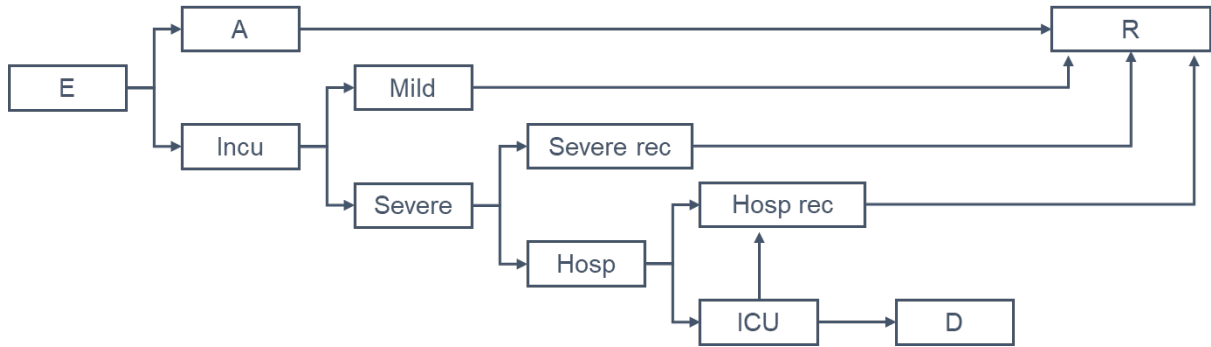 A
R
E
Mild
Incu
Severe rec
Severe
Hosp rec
Hosp
ICU
D